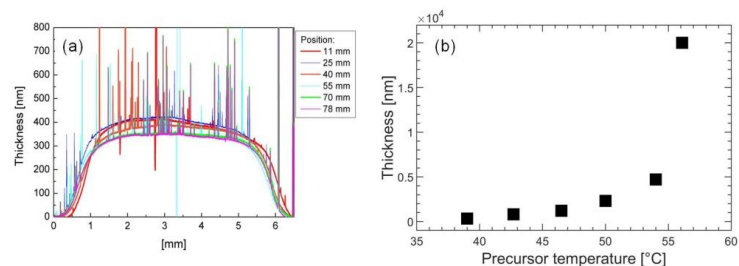 (a)
Thickness [nm]
800
700
600
500
400
300
200
100
0
0 1 2 3 4 5 6
[mm]
Position:
11 mm
25 mm
40 mm
55 mm
70 mm
78 mm
(b)
×10⁴
Thickness [nm]
2
1.5
1
0.5
0
35 40 45 50 55 60
Precursor temperature [°C]